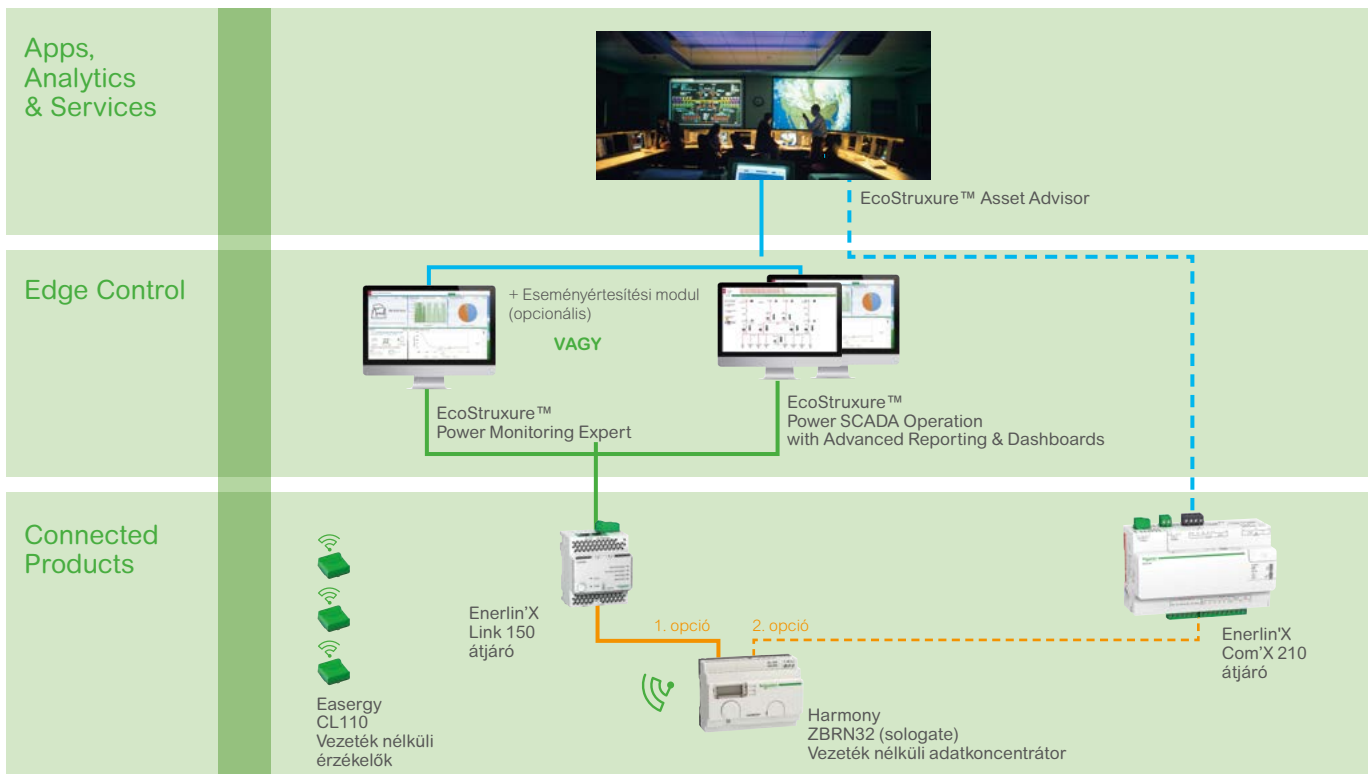 Apps,
Analytics
& Services
EcoStruxure™ Asset Advisor
Edge Control
+ Eseményértesítési modul
(opcionális)
VAGY
EcoStruxure™
Power Monitoring Expert
EcoStruxure™
Power SCADA Operation
with Advanced Reporting & Dashboards
Connected
Products
Easergy
CL110
Vezeték nélküli
érzékelők
Enerlin'X
Link 150
átjáró
1. opció
2. opció
Harmony
ZBRN32 (sologate)
Vezeték nélküli adatkoncentrátor
Enerlin'X
Com'X 210
átjáró